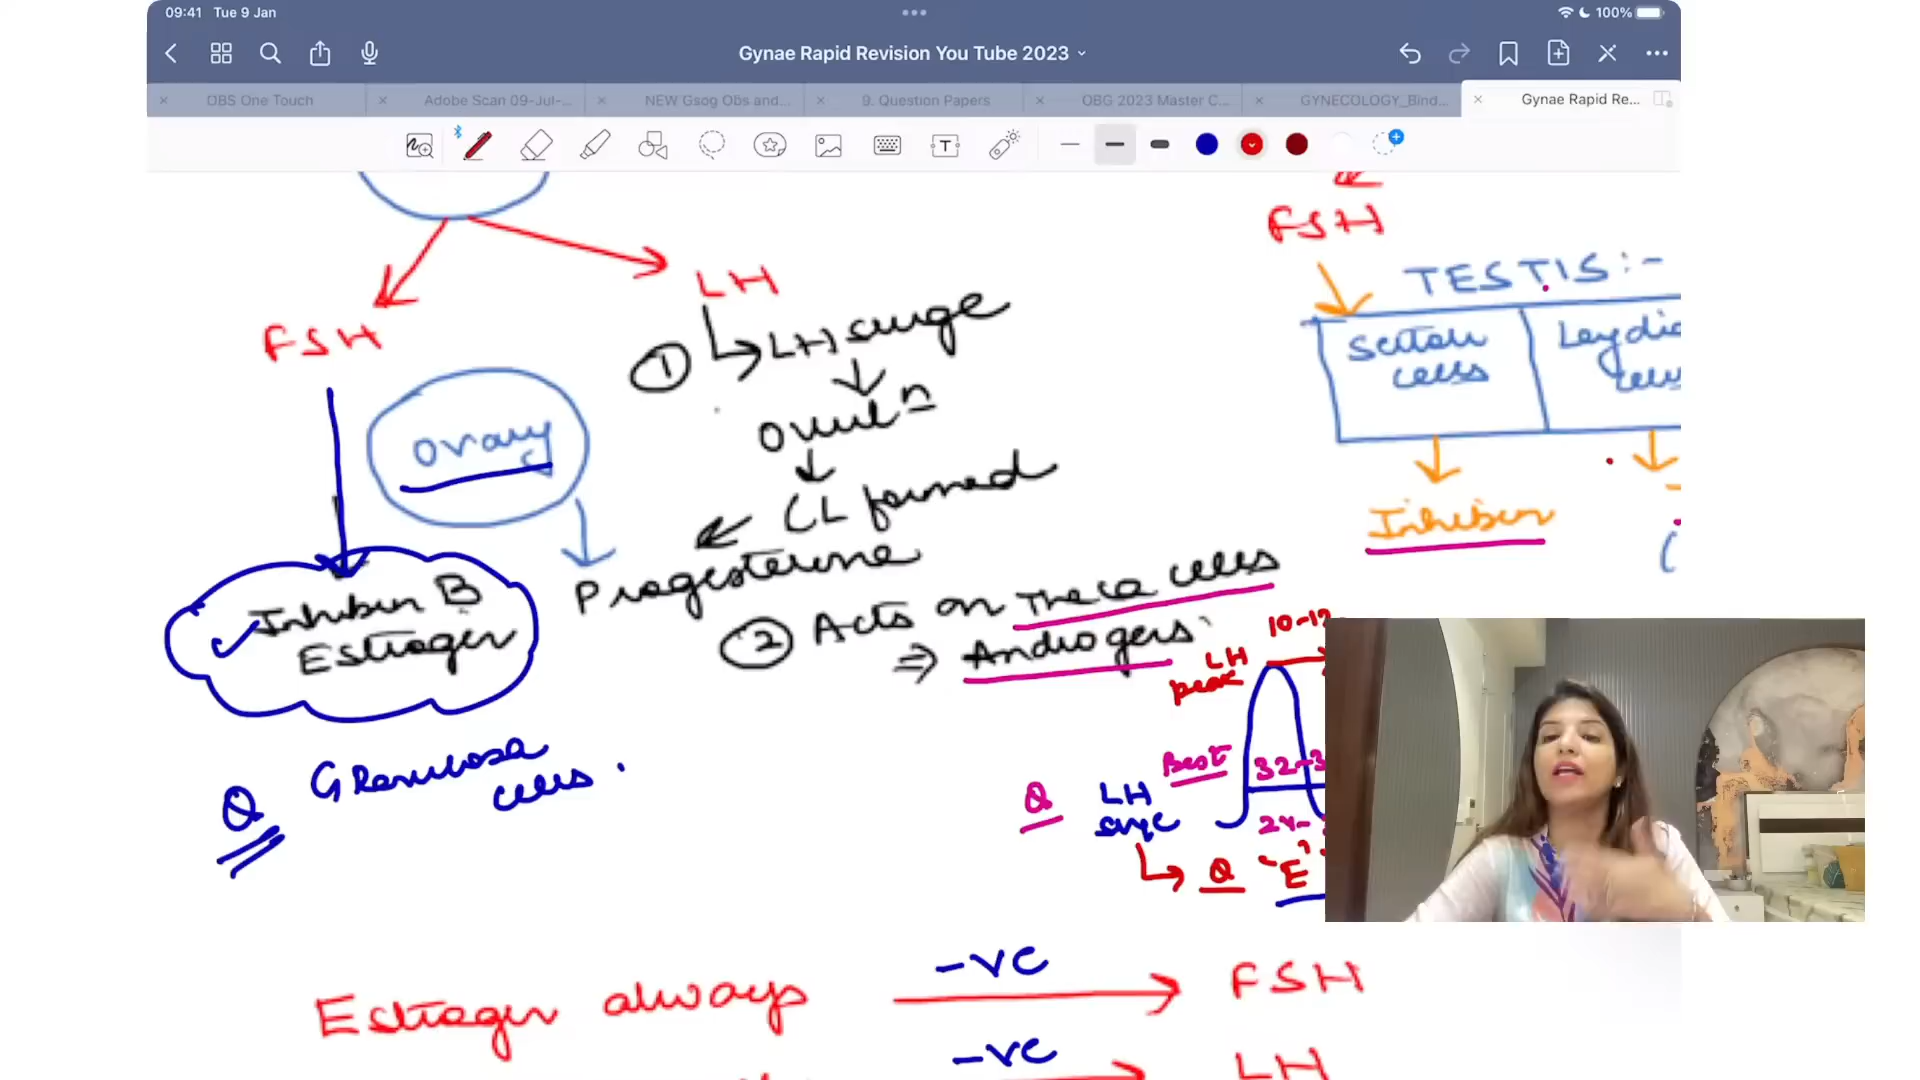 09:41 Tue 9 Jan
100%
Gynae Rapid Revision You Tube 2023
OBS One Touch
Adobe Scan 09-Jul-...
NEW Gsog Obs and...
9. Question Papers
OBG 2023 Master C...
GYNECOLOGY_Bind...
Gynae Rapid Re...
FSH
LH
① LH surge
Ovulⁿ
CL formed
Progesterone
② Acts on Theca cells
⇒ Androgens
Ovary
Inhibin B
Estrogen
Q Granulosa
cells.
FSH
TESTIS:-
Sertoli
cells
Leydig
cells
Inhibin
10-12
LH
peak
Best 32-3
Q LH
surge
24-
Q "E"
Estrogen always -ve FSH
-ve LH